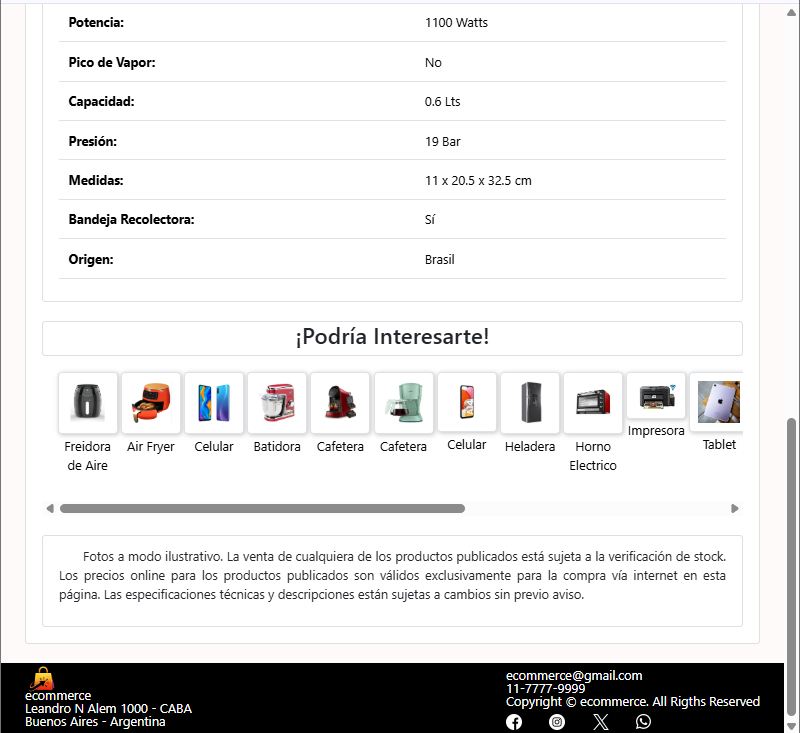 Potencia: 1100 Watts
Pico de Vapor: No
Capacidad: 0.6 Lts
Presión: 19 Bar
Medidas: 11 x 20.5 x 32.5 cm
Bandeja Recolectora: Sí
Origen: Brasil
¡Podría Interesarte!
Freidora
de Aire
Air Fryer
Celular
Batidora
Cafetera
Cafetera
Celular
Heladera
Horno
Electrico
Impresora
Tablet
Fotos a modo ilustrativo. La venta de cualquiera de los productos publicados está sujeta a la verificación de stock.
Los precios online para los productos publicados son válidos exclusivamente para la compra vía internet en esta
página. Las especificaciones técnicas y descripciones están sujetas a cambios sin previo aviso.
ecommerce
Leandro N Alem 1000 - CABA
Buenos Aires - Argentina
ecommerce@gmail.com
11-7777-9999
Copyright © ecommerce. All Rigths Reserved